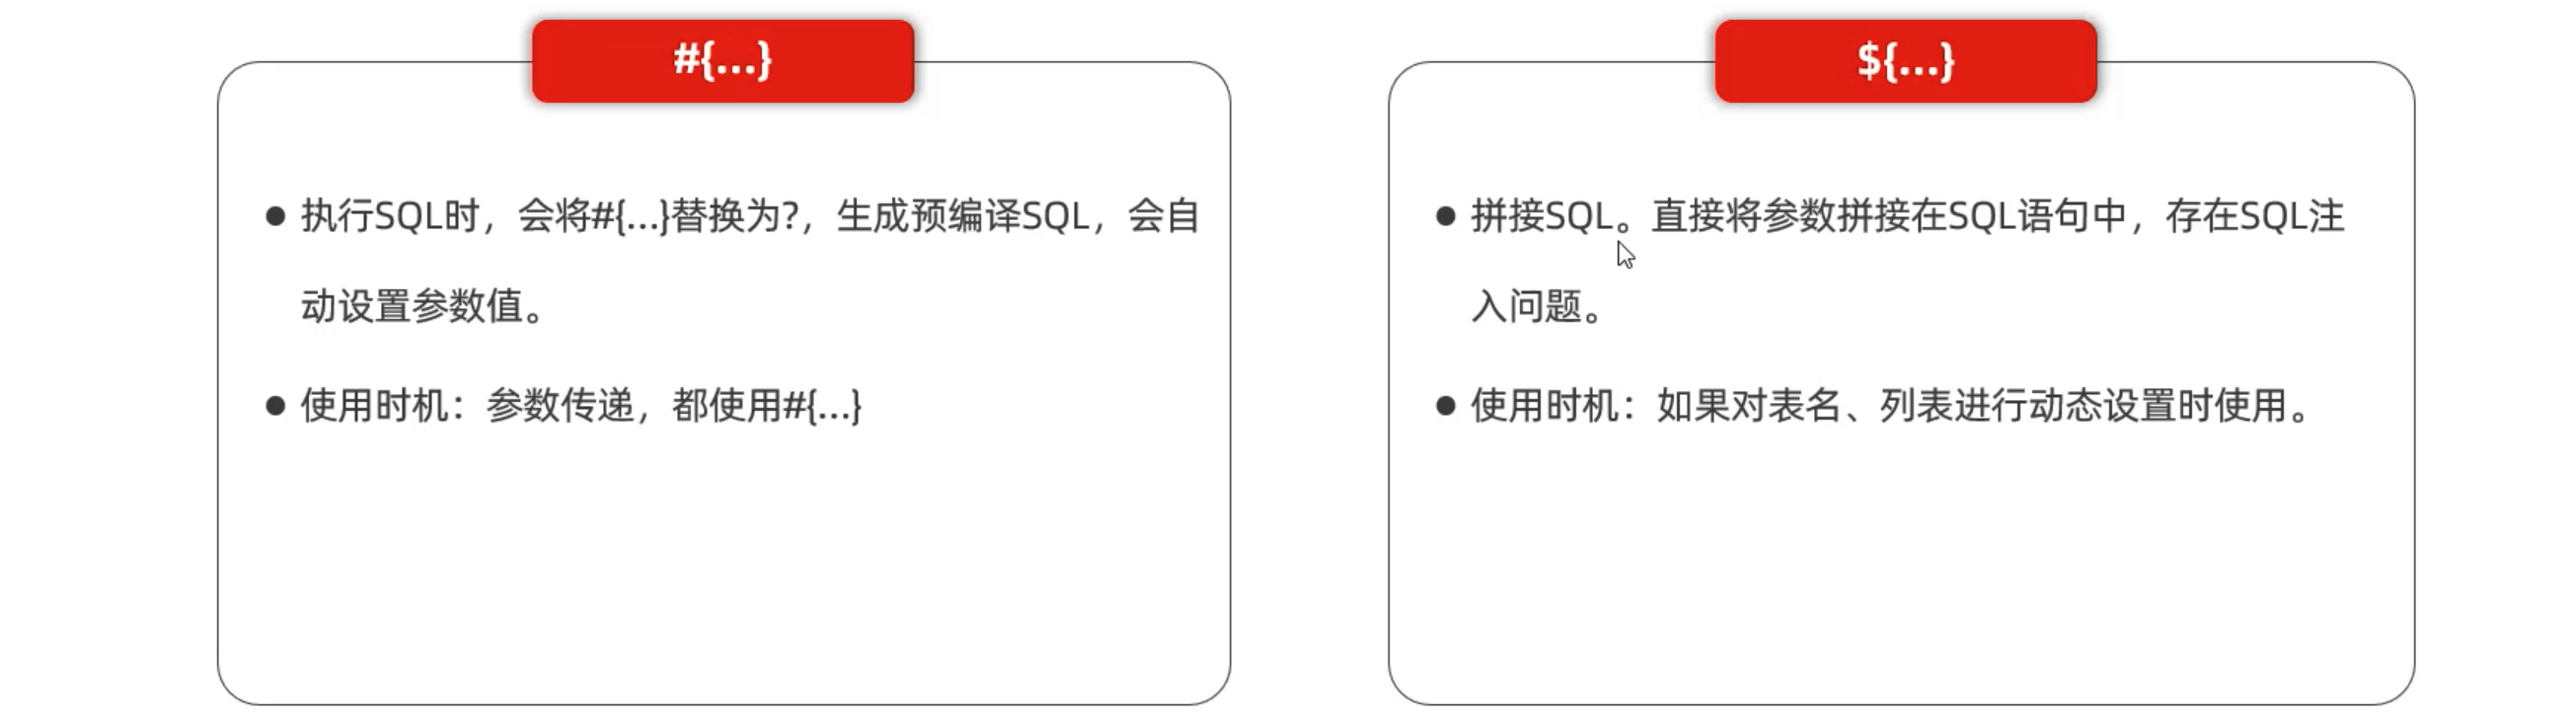 #{...}
● 执行SQL时，会将#{...}替换为?，生成预编译SQL，会自
动设置参数值。
● 使用时机：参数传递，都使用#{...}
${...}
● 拼接SQL。直接将参数拼接在SQL语句中，存在SQL注
入问题。
● 使用时机：如果对表名、列表进行动态设置时使用。